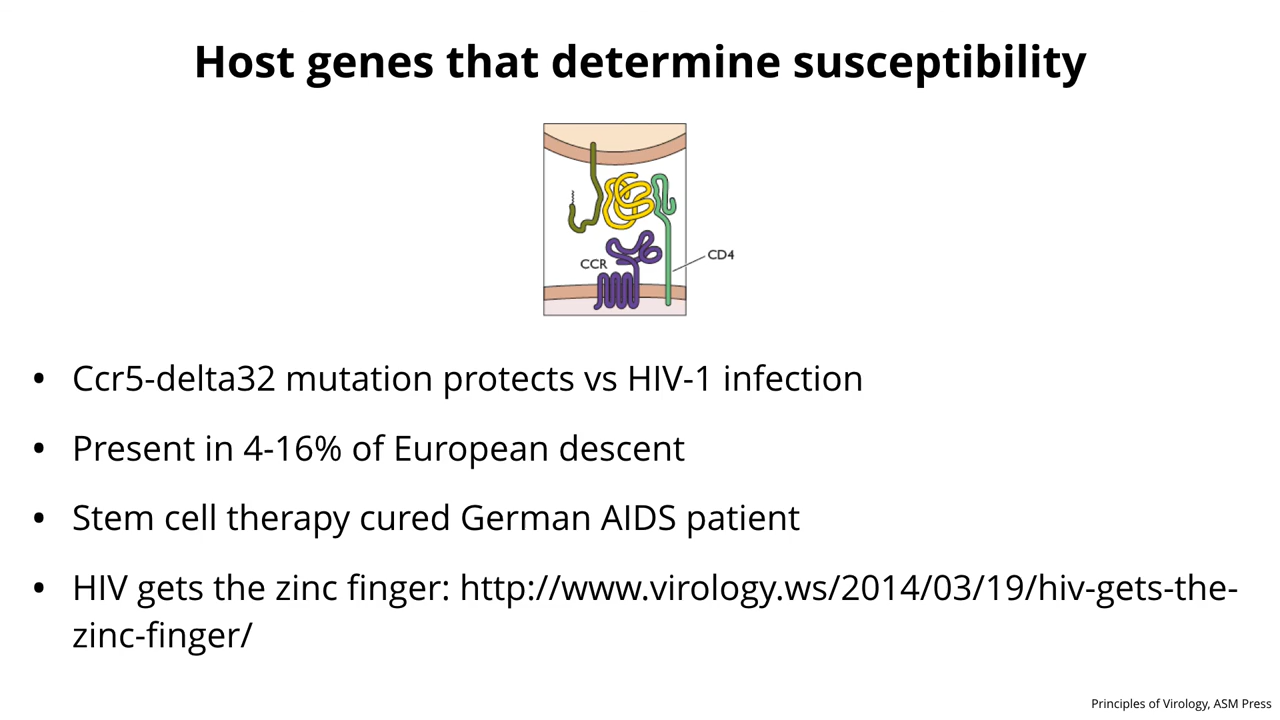 Host genes that determine susceptibility
CCR
CD4
• Ccr5-delta32 mutation protects vs HIV-1 infection
• Present in 4-16% of European descent
• Stem cell therapy cured German AIDS patient
• HIV gets the zinc finger: http://www.virology.ws/2014/03/19/hiv-gets-the-
zinc-finger/
Principles of Virology, ASM Press